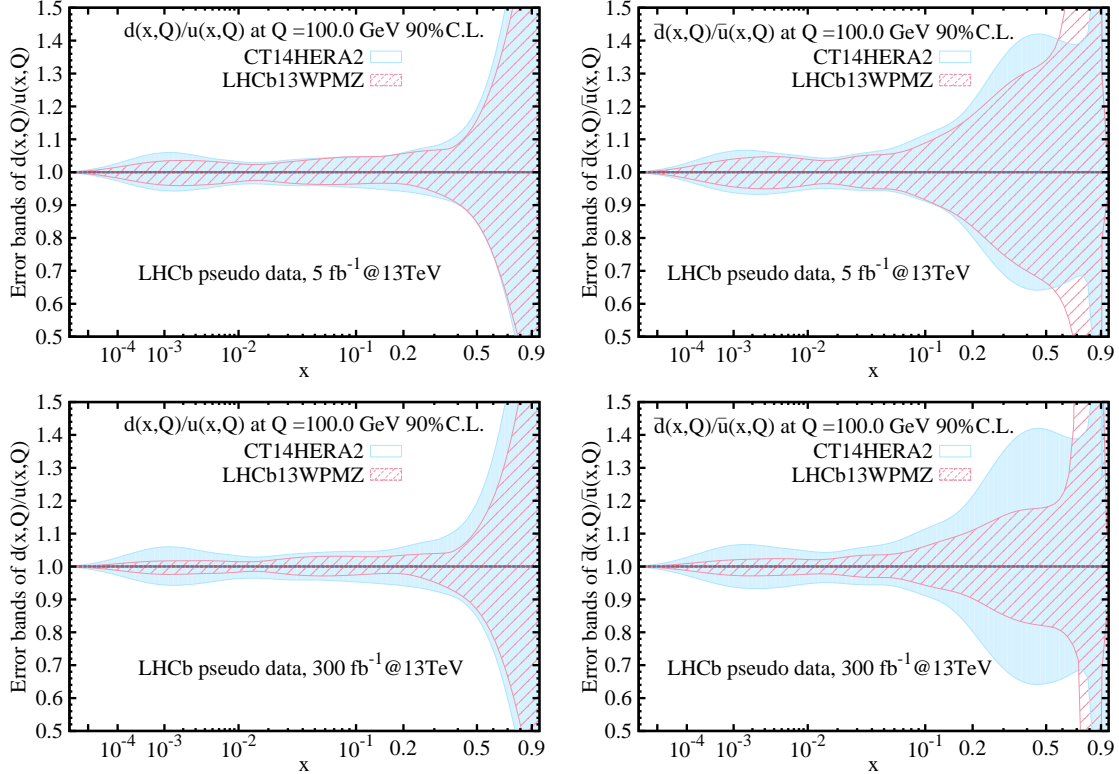 d(x,Q)/u(x,Q) at Q =100.0 GeV 90%C.L.
CT14HERA2
LHCb13WPMZ
LHCb pseudo data, 5 fb⁻¹@13TeV
Error bands of d(x,Q)/u(x,Q)
1.5
1.4
1.3
1.2
1.1
1.0
0.9
0.8
0.7
0.6
0.5
10⁻⁴ 10⁻³ 10⁻² 10⁻¹ 0.2 0.5 0.9
x
d̅(x,Q)/u̅(x,Q) at Q =100.0 GeV 90%C.L.
CT14HERA2
LHCb13WPMZ
LHCb pseudo data, 5 fb⁻¹@13TeV
Error bands of d̅(x,Q)/u̅(x,Q)
1.5
1.4
1.3
1.2
1.1
1.0
0.9
0.8
0.7
0.6
0.5
10⁻⁴ 10⁻³ 10⁻² 10⁻¹ 0.2 0.5 0.9
x
d(x,Q)/u(x,Q) at Q =100.0 GeV 90%C.L.
CT14HERA2
LHCb13WPMZ
LHCb pseudo data, 300 fb⁻¹@13TeV
Error bands of d(x,Q)/u(x,Q)
1.5
1.4
1.3
1.2
1.1
1.0
0.9
0.8
0.7
0.6
0.5
10⁻⁴ 10⁻³ 10⁻² 10⁻¹ 0.2 0.5 0.9
x
d̅(x,Q)/u̅(x,Q) at Q =100.0 GeV 90%C.L.
CT14HERA2
LHCb13WPMZ
LHCb pseudo data, 300 fb⁻¹@13TeV
Error bands of d̅(x,Q)/u̅(x,Q)
1.5
1.4
1.3
1.2
1.1
1.0
0.9
0.8
0.7
0.6
0.5
10⁻⁴ 10⁻³ 10⁻² 10⁻¹ 0.2 0.5 0.9
x